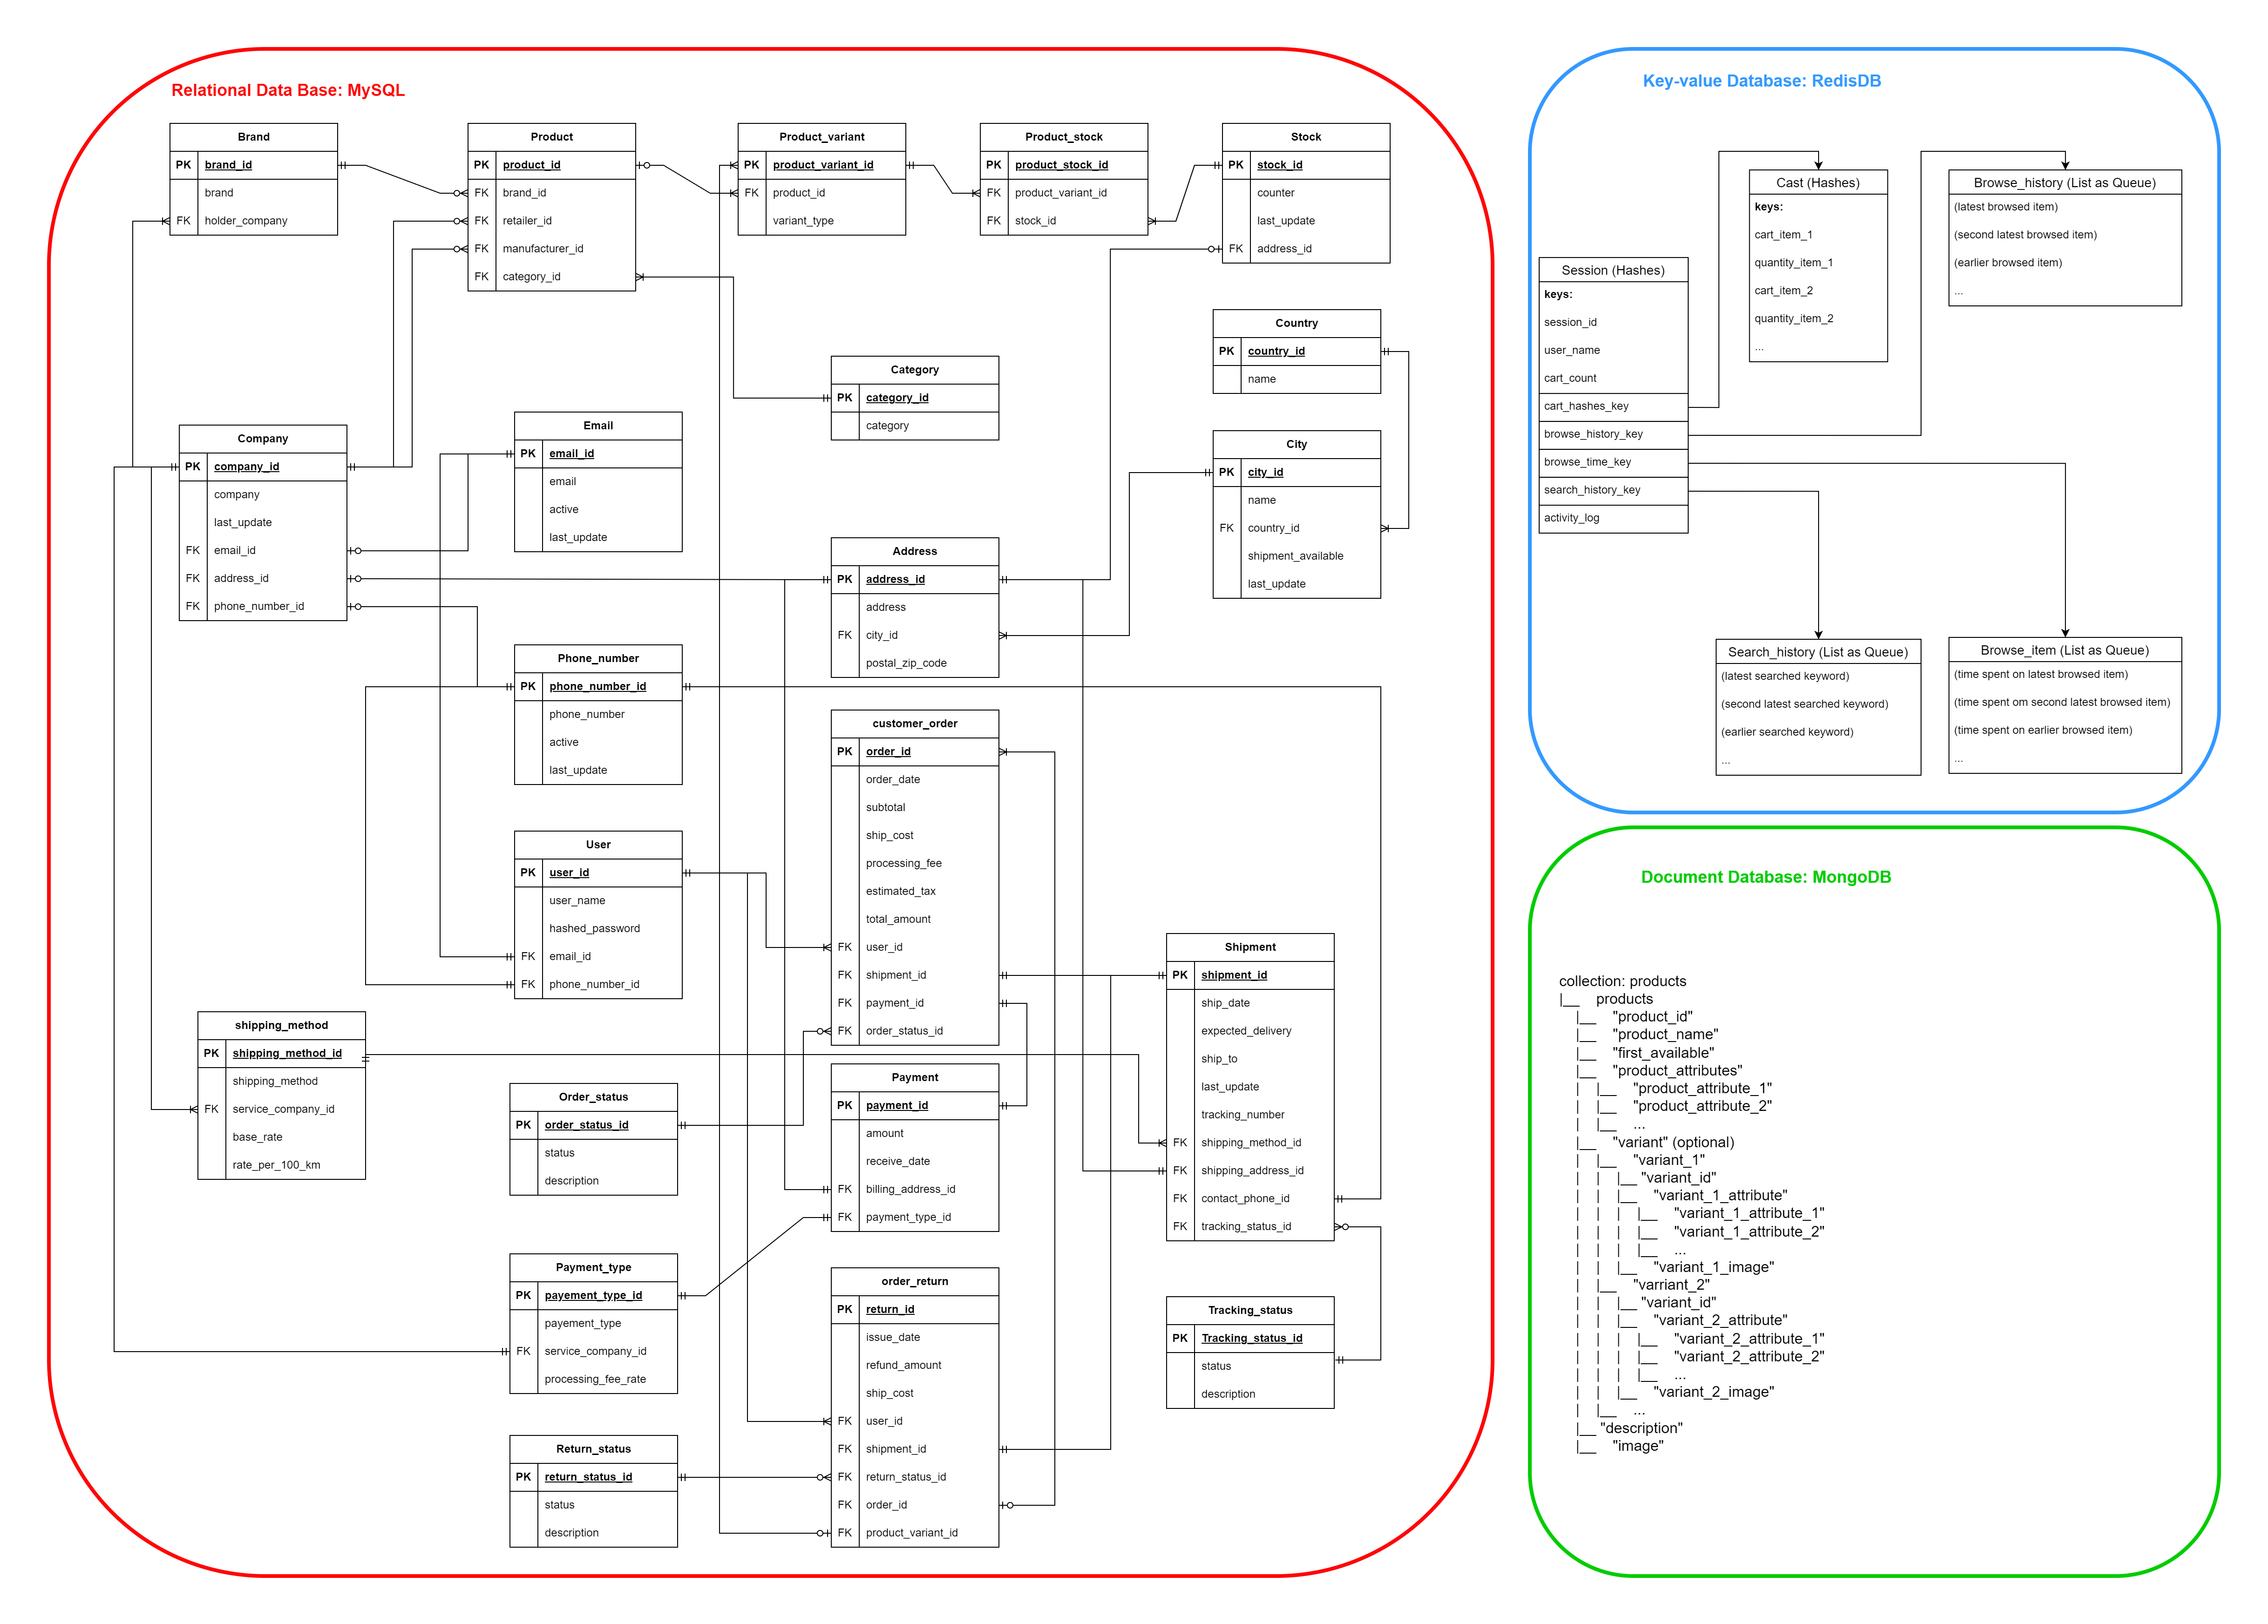 Relational Data Base: MySQL
Brand
PK brand_id
brand
FK holder_company
Product
PK product_id
FK brand_id
FK retailer_id
FK manufacturer_id
FK category_id
Product_variant
PK product_variant_id
FK product_id
variant_type
Product_stock
PK product_stock_id
FK product_variant_id
FK stock_id
Stock
PK stock_id
counter
last_update
FK address_id
Country
PK country_id
name
Category
PK category_id
category
Company
PK company_id
company
last_update
FK email_id
FK address_id
FK phone_number_id
Email
PK email_id
email
active
last_update
City
PK city_id
name
FK country_id
shipment_available
last_update
Address
PK address_id
address
FK city_id
postal_zip_code
Phone_number
PK phone_number_id
phone_number
active
last_update
customer_order
PK order_id
order_date
subtotal
ship_cost
processing_fee
estimated_tax
total_amount
FK user_id
FK shipment_id
FK payment_id
FK order_status_id
User
PK user_id
user_name
hashed_password
FK email_id
FK phone_number_id
Shipment
PK shipment_id
ship_date
expected_delivery
ship_to
last_update
tracking_number
FK shipping_method_id
FK shipping_address_id
FK contact_phone_id
FK tracking_status_id
shipping_method
PK shipping_method_id
shipping_method
FK service_company_id
base_rate
rate_per_100_km
Order_status
PK order_status_id
status
description
Payment
PK payment_id
amount
receive_date
FK billing_address_id
FK payment_type_id
Payment_type
PK payement_type_id
payement_type
FK service_company_id
processing_fee_rate
order_return
PK return_id
issue_date
refund_amount
ship_cost
FK user_id
FK shipment_id
FK return_status_id
FK order_id
FK product_variant_id
Tracking_status
PK Tracking_status_id
status
description
Return_status
PK return_status_id
status
description
Key-value Database: RedisDB
Session (Hashes)
keys:
session_id
user_name
cart_count
cart_hashes_key
browse_history_key
browse_time_key
search_history_key
activity_log
Cast (Hashes)
keys:
cart_item_1
quantity_item_1
cart_item_2
quantity_item_2
...
Browse_history (List as Queue)
(latest browsed item)
(second latest browsed item)
(earlier browsed item)
...
Search_history (List as Queue)
(latest searched keyword)
(second latest searched keyword)
(earlier searched keyword)
...
Browse_item (List as Queue)
(time spent on latest browsed item)
(time spent om second latest browsed item)
(time spent on earlier browsed item)
...
Document Database: MongoDB
collection: products
|__ products
|__ "product_id"
|__ "product_name"
|__ "first_available"
|__ "product_attributes"
| |__ "product_attribute_1"
| |__ "product_attribute_2"
| |__ ...
|__ "variant" (optional)
| |__ "variant_1"
| | |__ "variant_id"
| | |__ "variant_1_attribute"
| | | |__ "variant_1_attribute_1"
| | | |__ "variant_1_attribute_2"
| | | |__ ...
| | |__ "variant_1_image"
| |__ "varriant_2"
| | |__ "variant_id"
| | |__ "variant_2_attribute"
| | | |__ "variant_2_attribute_1"
| | | |__ "variant_2_attribute_2"
| | | |__ ...
| | |__ "variant_2_image"
| |__ ...
|__ "description"
|__ "image"